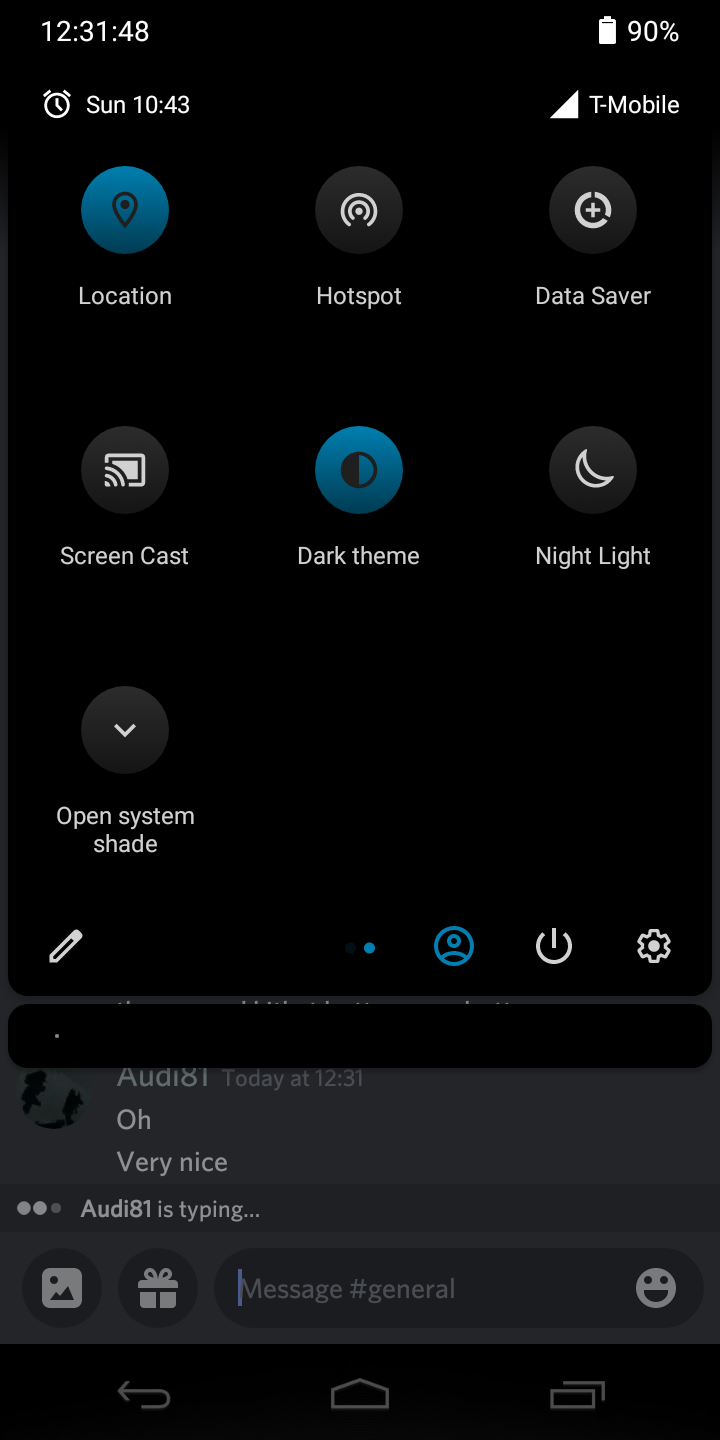 12:31:48 90%
Sun 10:43 T-Mobile
Location Hotspot Data Saver
Screen Cast Dark theme Night Light
Open system
shade
Audi81 Today at 12:31
Oh
Very nice
Audi81 is typing...
Message #general